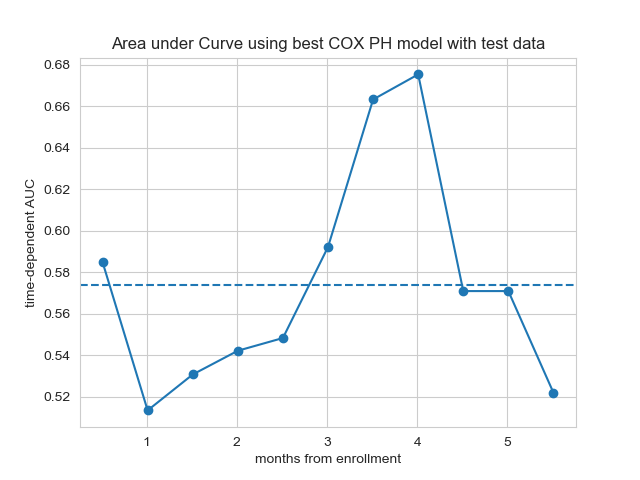 Area under Curve using best COX PH model with test data
time-dependent AUC
0.68
0.66
0.64
0.62
0.60
0.58
0.56
0.54
0.52
1 2 3 4 5
months from enrollment